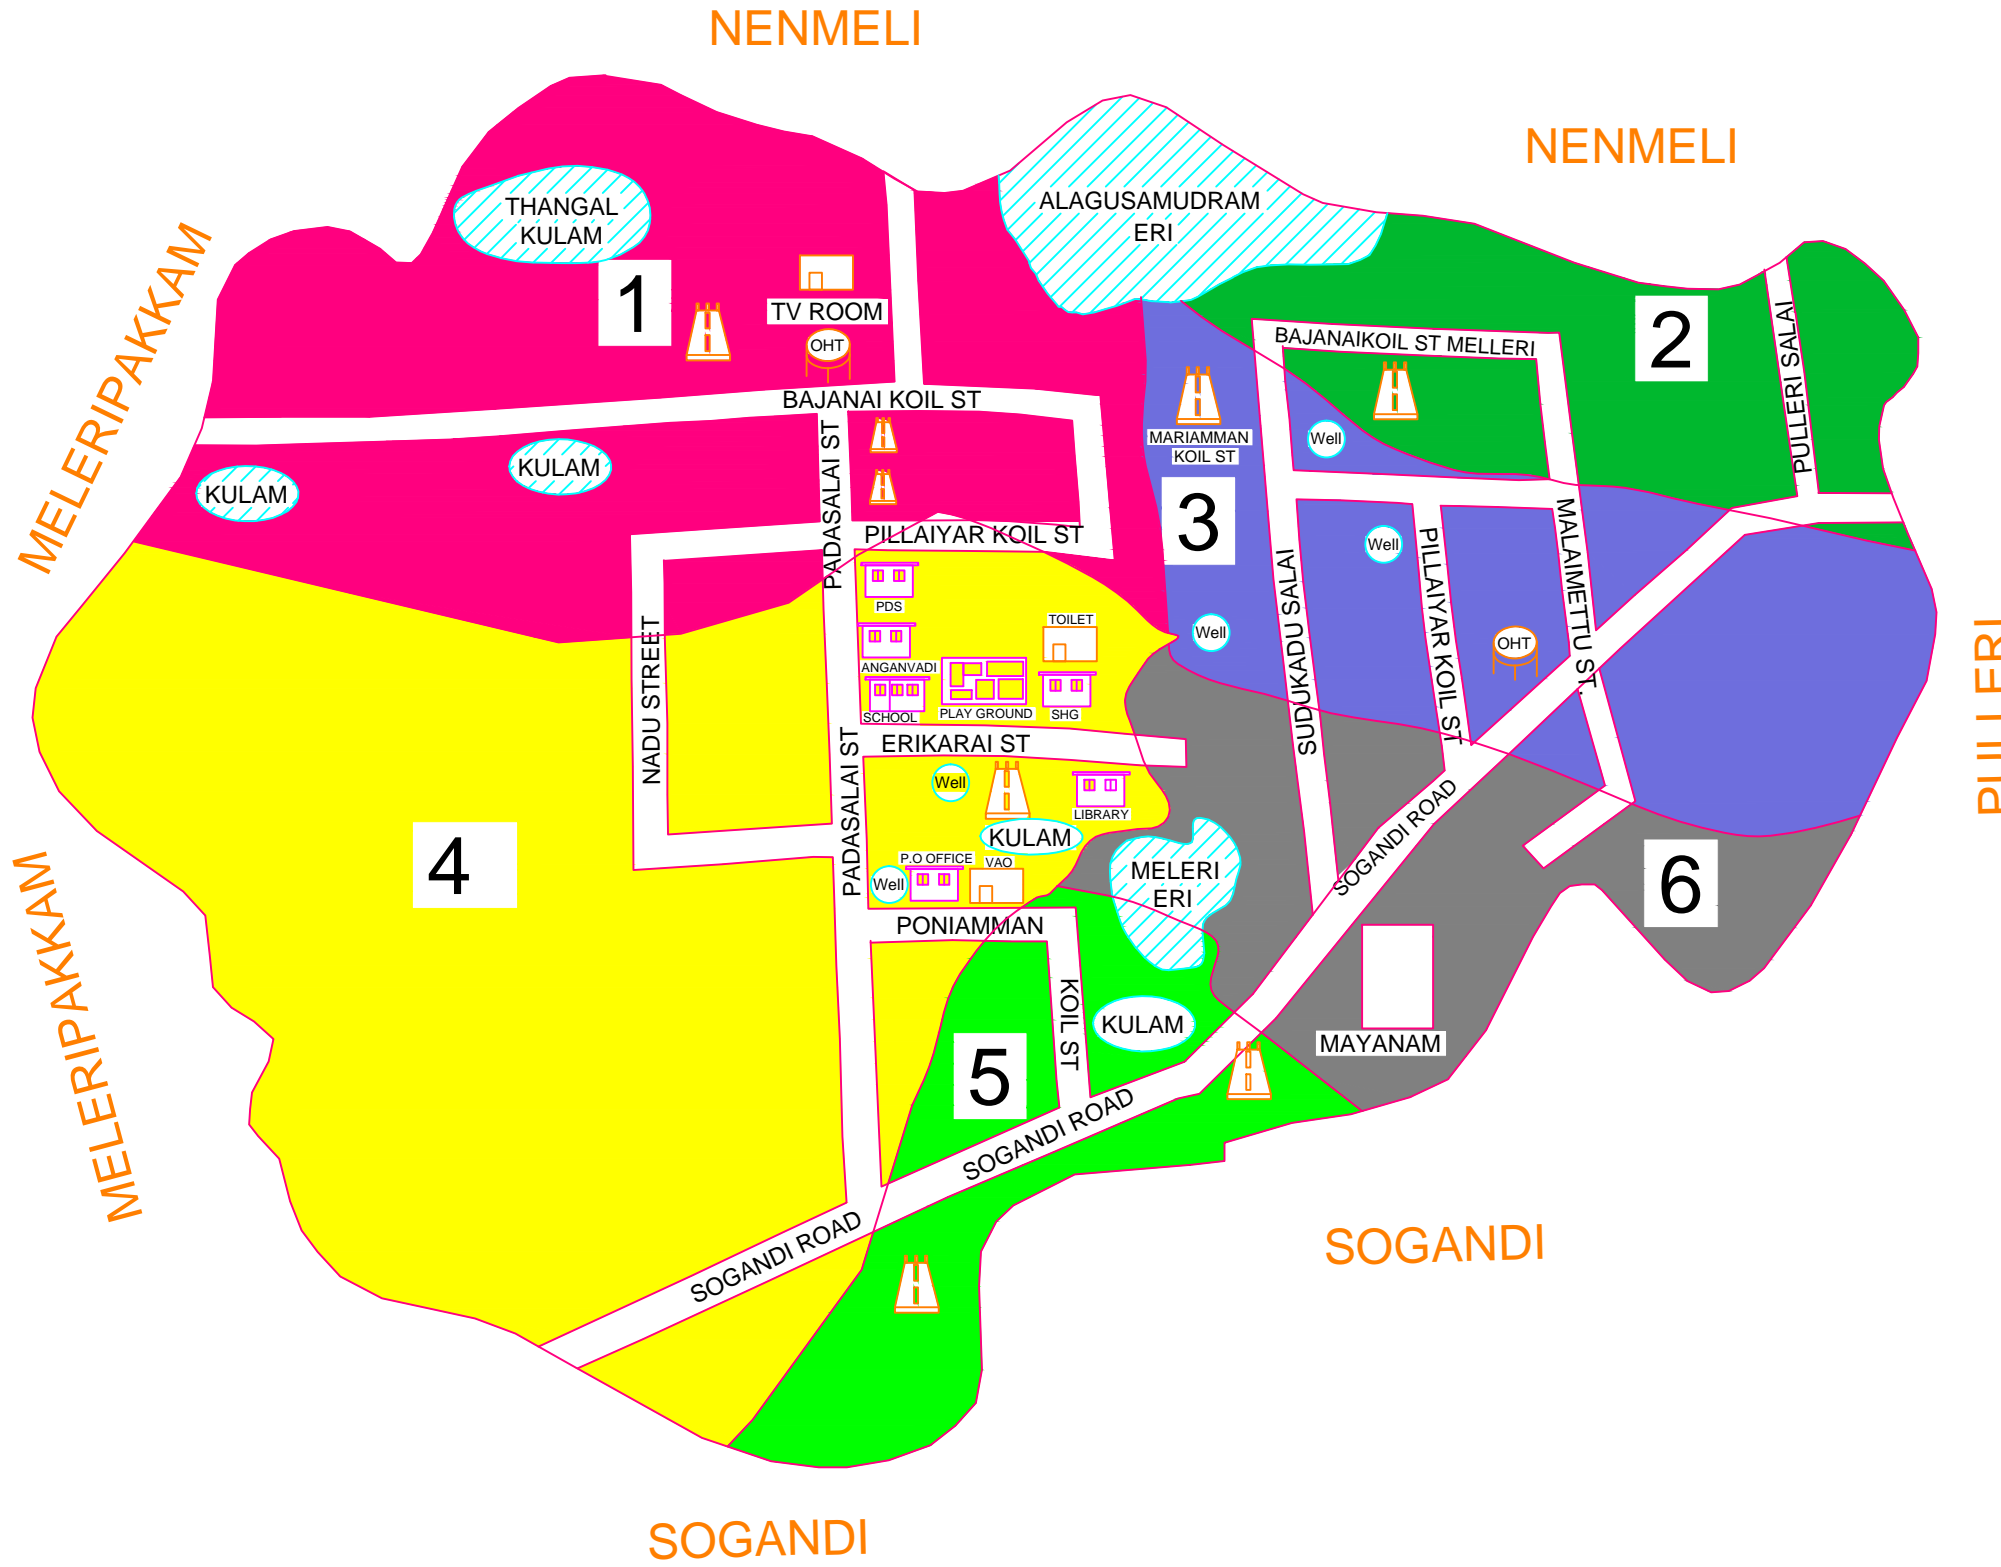 NENMELI
NENMELI
MELERIPAKKAM
THANGAL
KULAM
ALAGUSAMUDRAM
ERI
1
TV ROOM
OHT
2
PULLERI SALAI
BAJANAIKOIL ST MELLERI
BAJANAI KOIL ST
PADASALAI ST
MARIAMMAN
KOIL ST
Well
KULAM
KULAM
3
PILLAIYAR KOIL ST
Well
SUDUKADU SALAI
PILLAIYAR KOIL ST
MALAIMETTU ST.
PDS
TOILET
Well
OHT
NADU STREET
ANGANVADI
SCHOOL
PLAY GROUND
SHG
ERIKARAI ST
PADASALAI ST
Well
LIBRARY
KULAM
SOGANDI ROAD
4
P.O OFFICE
VAO
Well
MELERI
ERI
6
PONIAMMAN
KOIL ST
KULAM
MAYANAM
5
SOGANDI ROAD
SOGANDI ROAD
MELERIPAKKAM
SOGANDI
SOGANDI